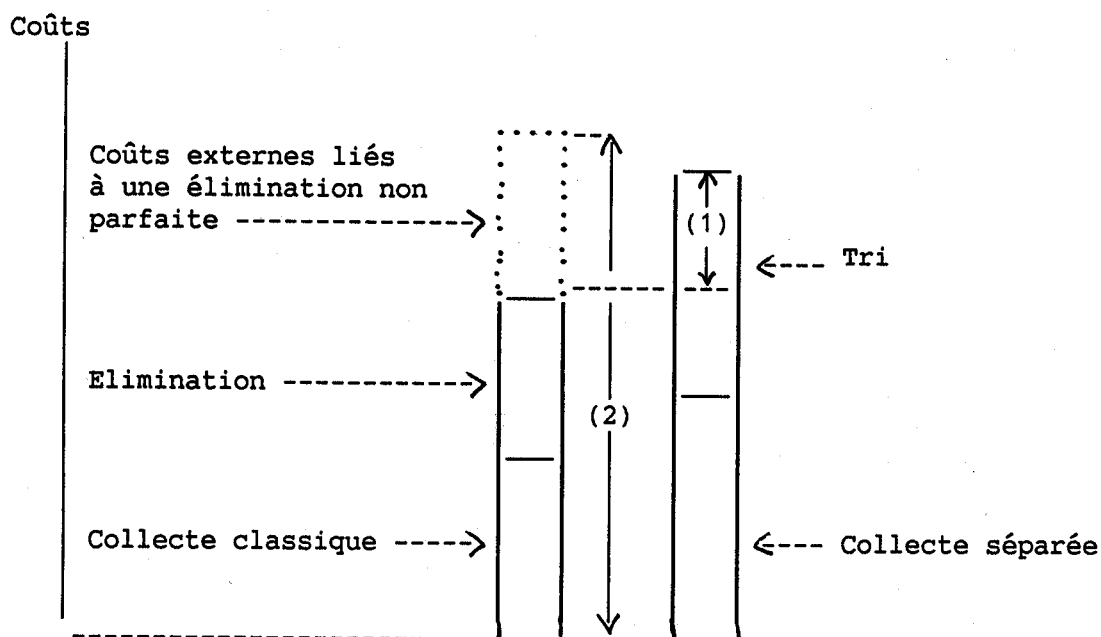 Coûts
Coûts externes liés
à une élimination non
parfaite
(1)
Tri
Elimination
(2)
Collecte classique
Collecte séparée